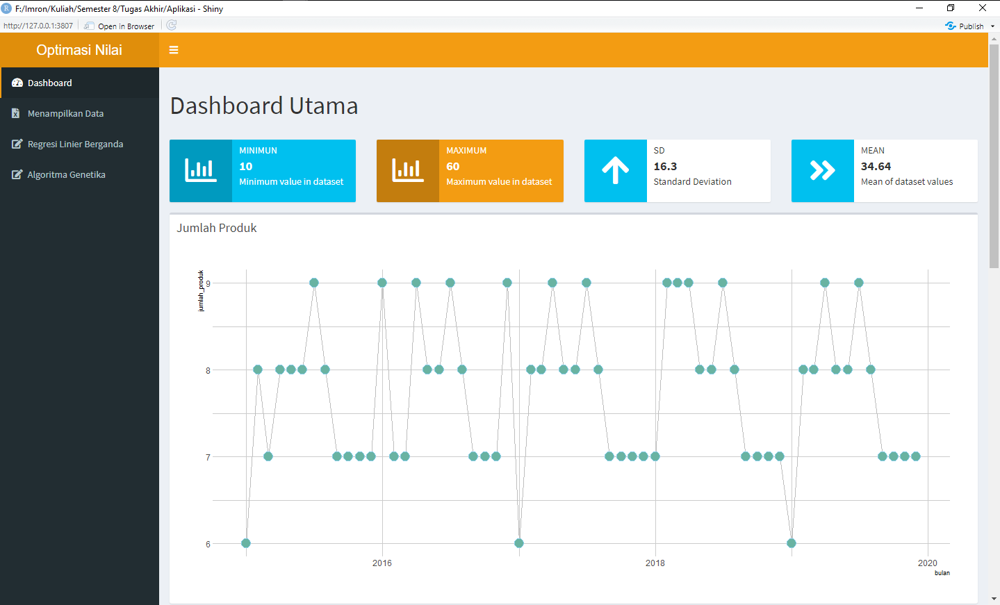 F:/Imron/Kuliah/Semester 8/Tugas Akhir/Aplikasi - Shiny
http://127.0.0.1:3807
Open in Browser
Publish
Optimasi Nilai
Dashboard
Menampilkan Data
Regresi Linier Berganda
Algoritma Genetika
Dashboard Utama
MINIMUN
10
Minimum value in dataset
MAXIMUM
60
Maximum value in dataset
SD
16.3
Standard Deviation
MEAN
34.64
Mean of dataset values
Jumlah Produk
jumlah_produk
9
8
7
6
2016
2018
2020
bulan